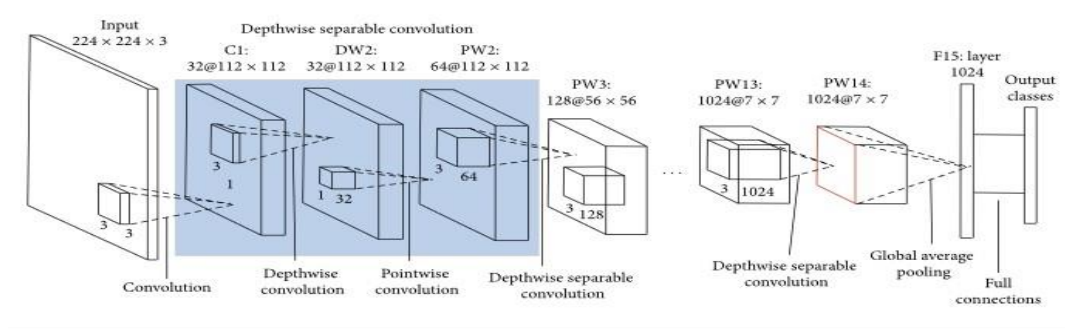 Input
224 × 224 × 3
Depthwise separable convolution
C1:
32@112 × 112
DW2:
32@112 × 112
PW2:
64@112 × 112
PW3:
128@56 × 56
PW13:
1024@7 × 7
PW14:
1024@7 × 7
F15: layer
1024
Output
classes
3
3
3
1
1
32
3
64
3
128
...
3
1024
Convolution
Depthwise
convolution
Pointwise
convolution
Depthwise separable
convolution
Depthwise separable
convolution
Global average
pooling
Full
connections